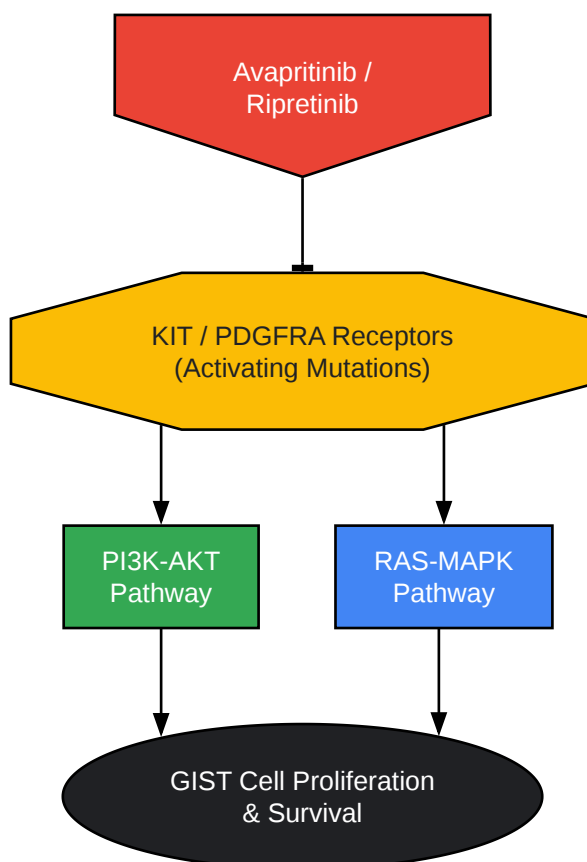 Avapritinib /
Ripretinib
KIT / PDGFRA Receptors
(Activating Mutations)
PI3K-AKT
Pathway
RAS-MAPK
Pathway
GIST Cell Proliferation
& Survival